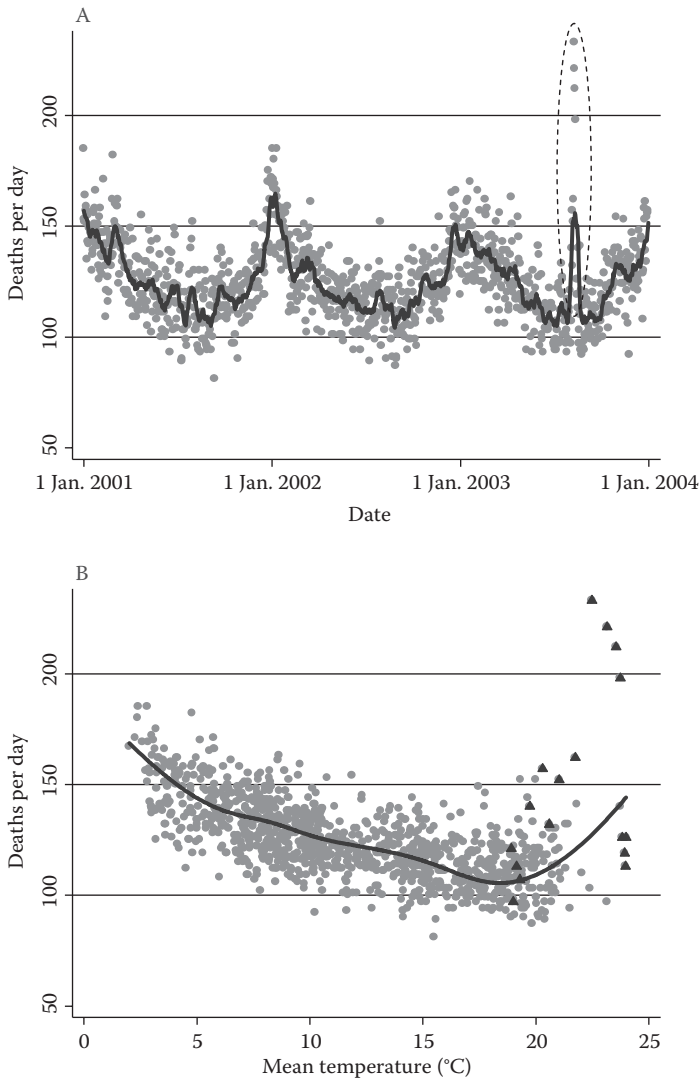 A
Deaths per day
200
150
100
50
1 Jan. 2001
1 Jan. 2002
1 Jan. 2003
1 Jan. 2004
Date
B
Deaths per day
200
150
100
50
0
5
10
15
20
25
Mean temperature (°C)